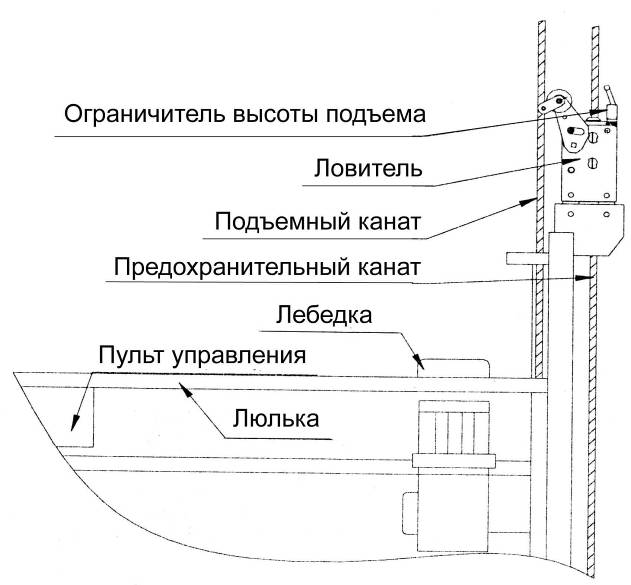 Ограничитель высоты подъема
Ловитель
Подъемный канат
Предохранительный канат
Лебедка
Пульт управления
Люлька